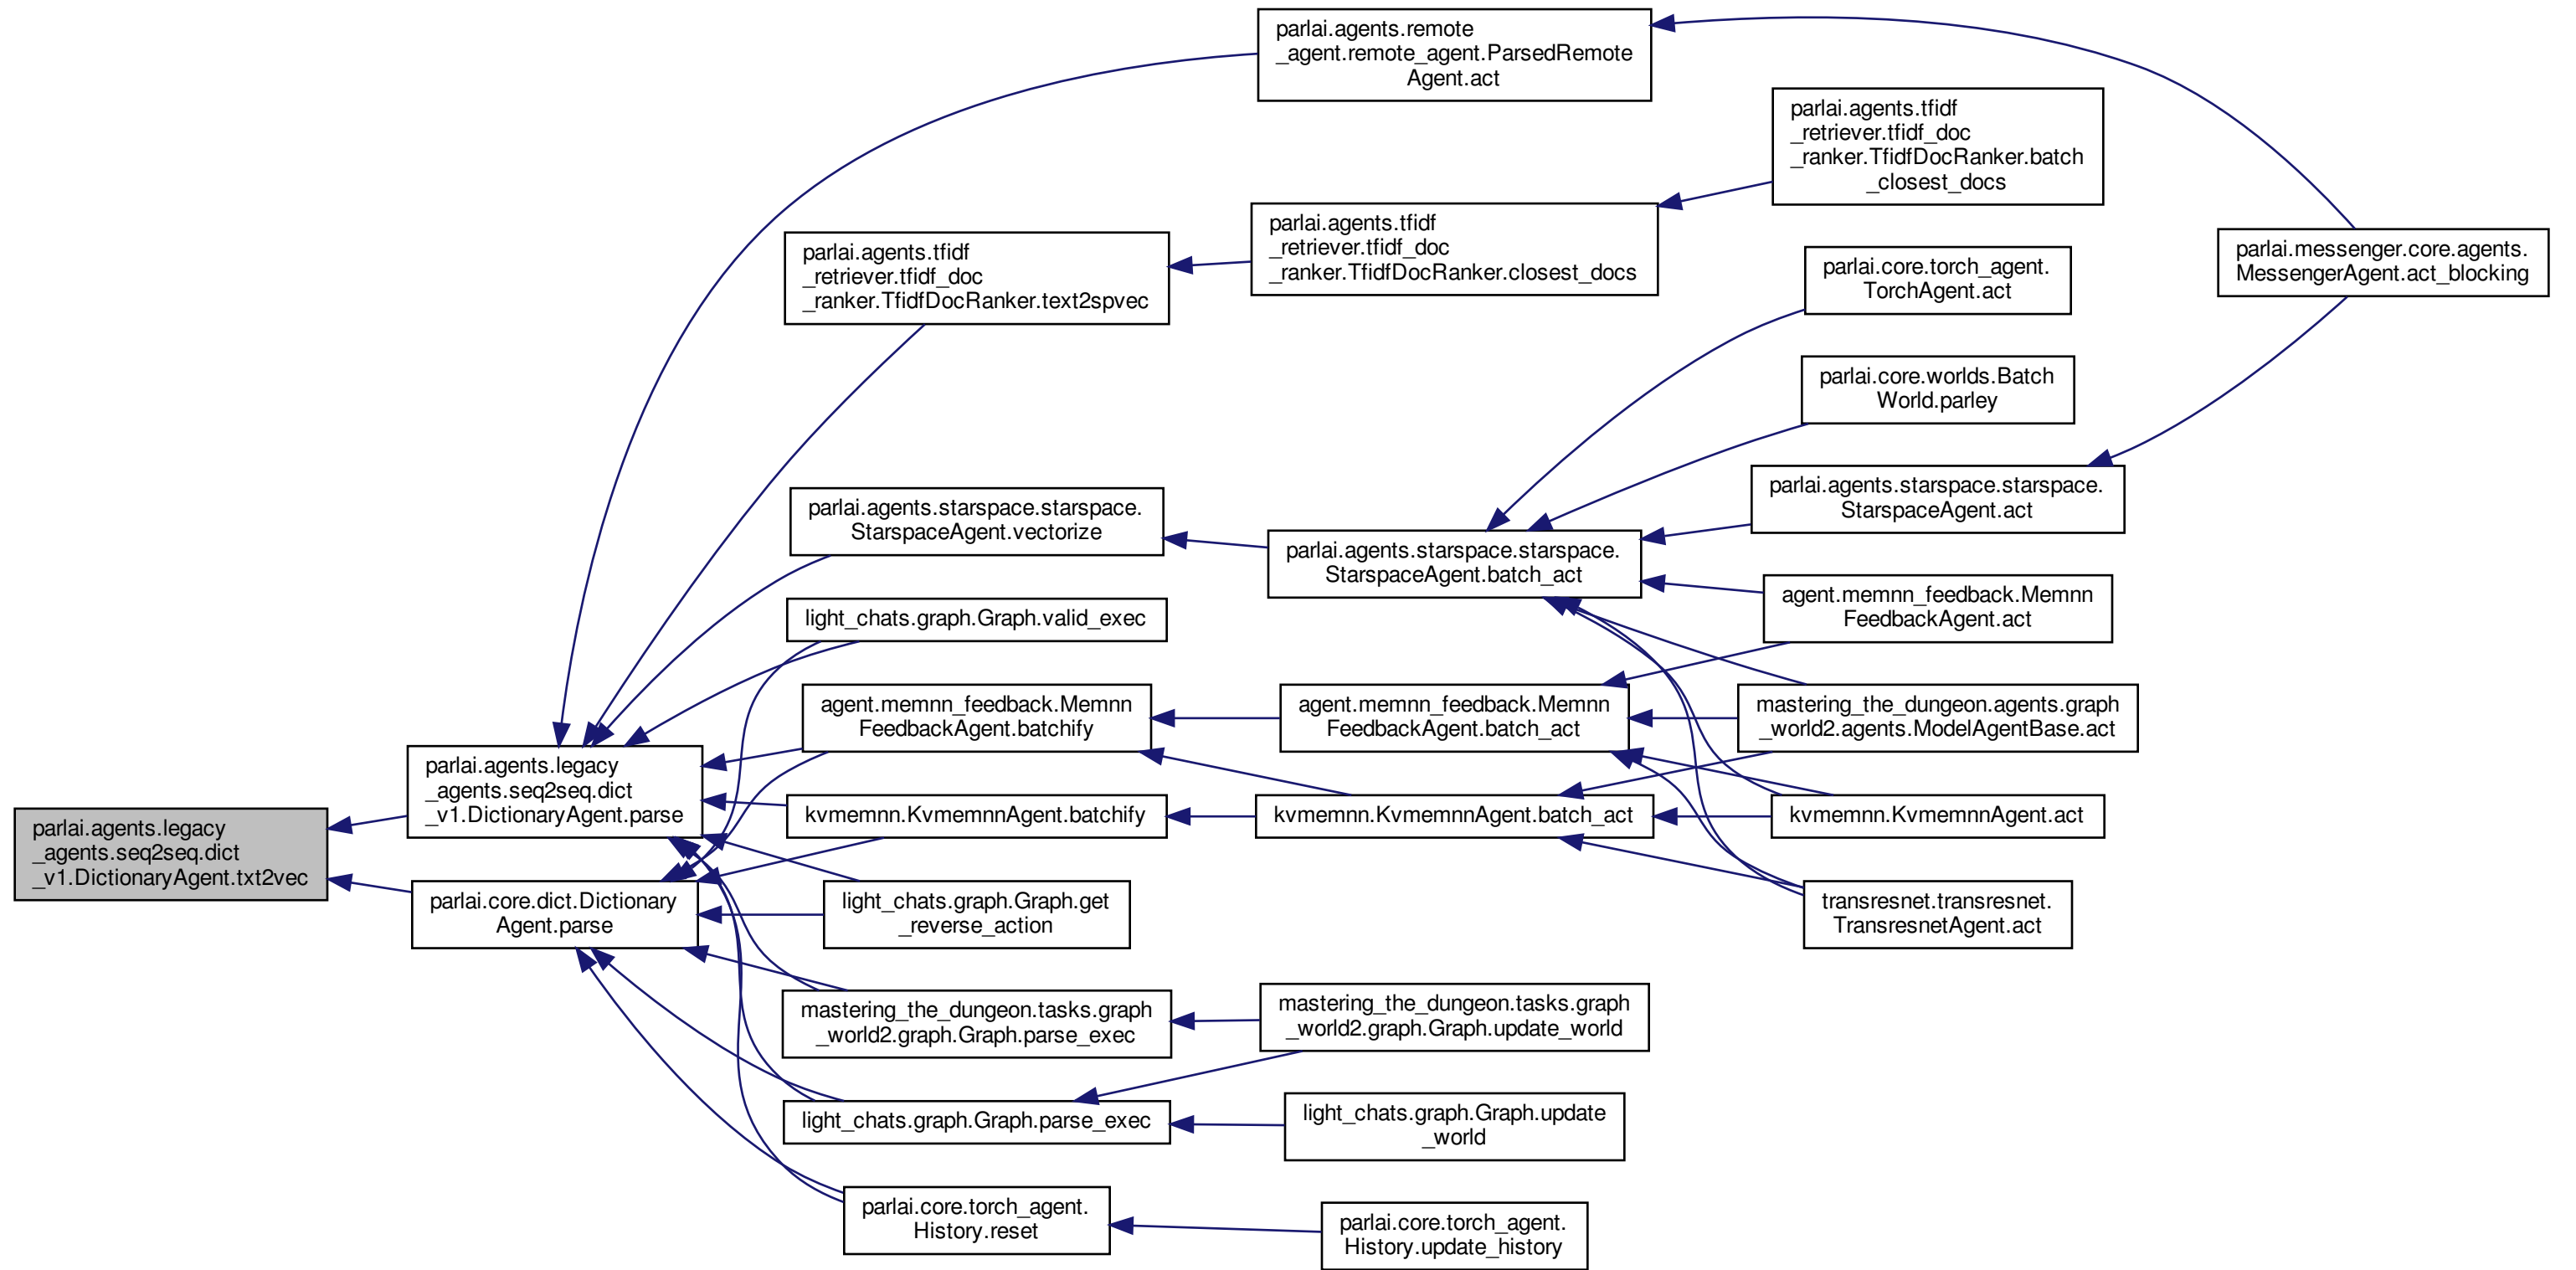 parlai.agents.remote
_agent.remote_agent.ParsedRemote
Agent.act
parlai.agents.tfidf
_retriever.tfidf_doc
_ranker.TfidfDocRanker.batch
_closest_docs
parlai.agents.tfidf
_retriever.tfidf_doc
_ranker.TfidfDocRanker.closest_docs
parlai.agents.tfidf
_retriever.tfidf_doc
_ranker.TfidfDocRanker.text2spvec
parlai.core.torch_agent.
TorchAgent.act
parlai.messenger.core.agents.
MessengerAgent.act_blocking
parlai.core.worlds.Batch
World.parley
parlai.agents.starspace.starspace.
StarspaceAgent.act
parlai.agents.starspace.starspace.
StarspaceAgent.vectorize
parlai.agents.starspace.starspace.
StarspaceAgent.batch_act
agent.memnn_feedback.Memnn
FeedbackAgent.act
light_chats.graph.Graph.valid_exec
agent.memnn_feedback.Memnn
FeedbackAgent.batchify
agent.memnn_feedback.Memnn
FeedbackAgent.batch_act
mastering_the_dungeon.agents.graph
_world2.agents.ModelAgentBase.act
parlai.agents.legacy
_agents.seq2seq.dict
_v1.DictionaryAgent.parse
kvmemnn.KvmemnnAgent.batchify
kvmemnn.KvmemnnAgent.batch_act
kvmemnn.KvmemnnAgent.act
parlai.agents.legacy
_agents.seq2seq.dict
_v1.DictionaryAgent.txt2vec
parlai.core.dict.Dictionary
Agent.parse
light_chats.graph.Graph.get
_reverse_action
transresnet.transresnet.
TransresnetAgent.act
mastering_the_dungeon.tasks.graph
_world2.graph.Graph.parse_exec
mastering_the_dungeon.tasks.graph
_world2.graph.Graph.update_world
light_chats.graph.Graph.parse_exec
light_chats.graph.Graph.update
_world
parlai.core.torch_agent.
History.reset
parlai.core.torch_agent.
History.update_history